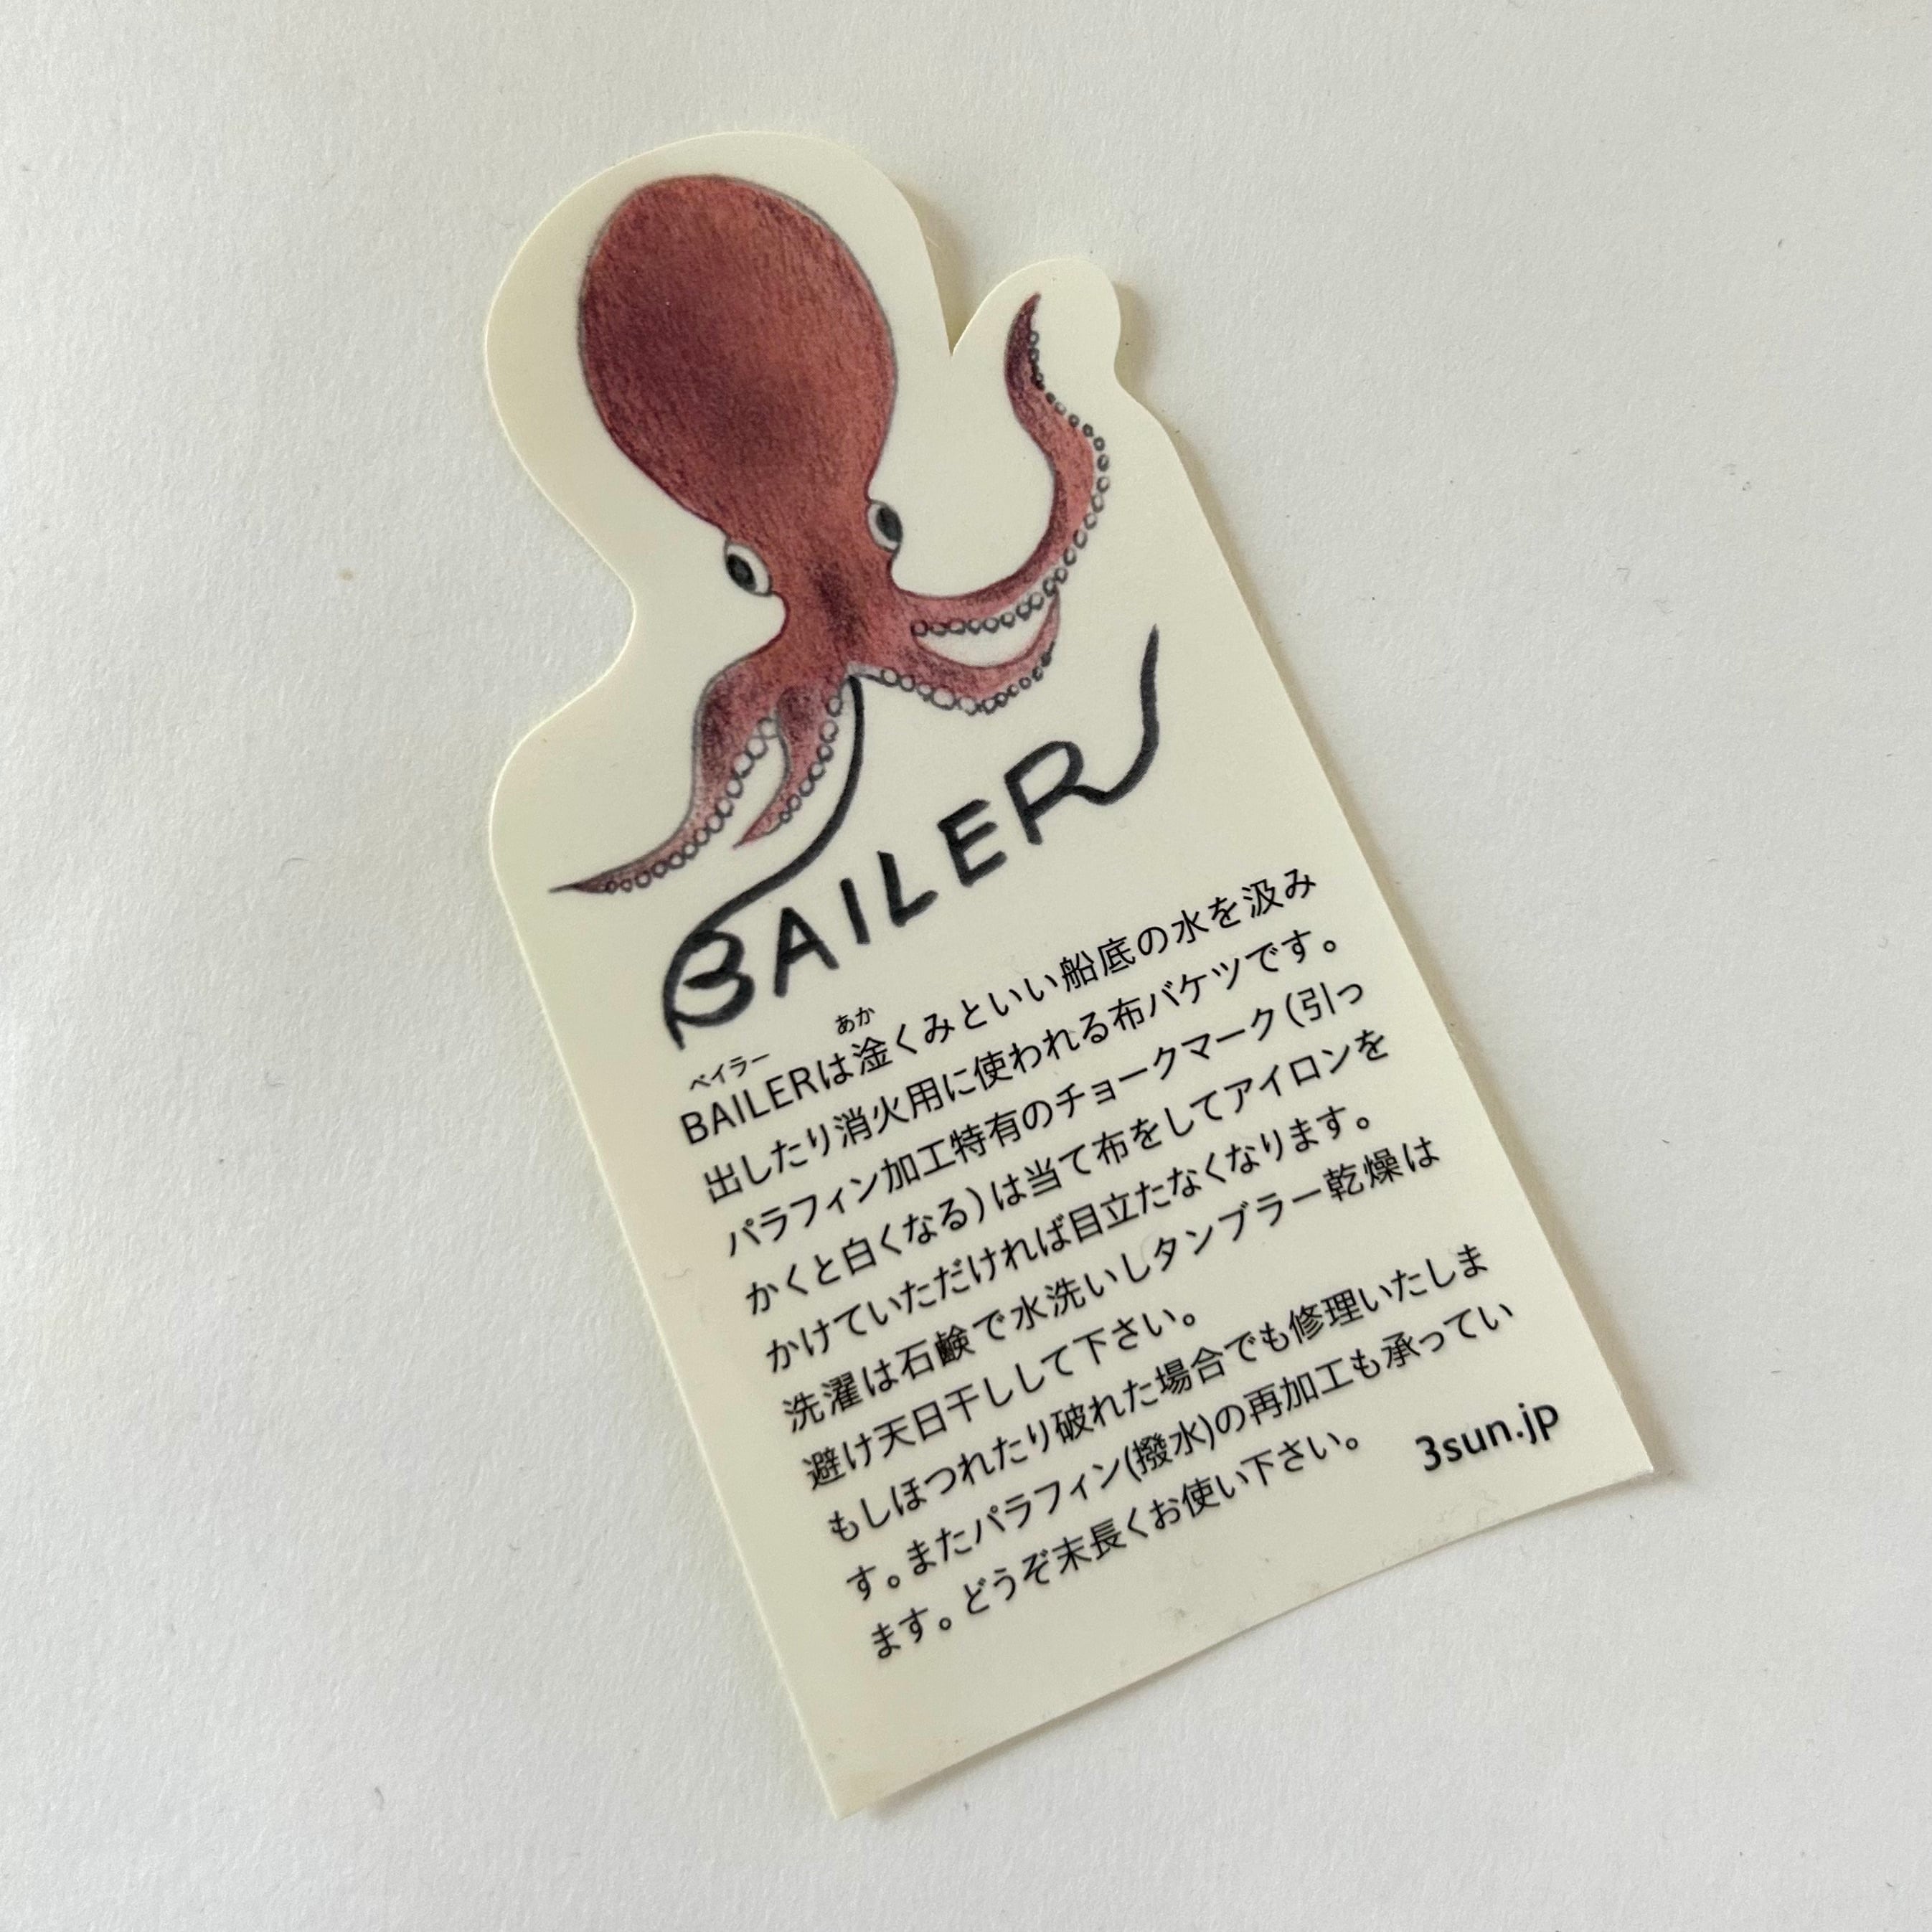 BAILER
ベイラー あか
BAILERは淦くみといい船底の水を汲み
出したり消火用に使われる布バケツです。
パラフィン加工特有のチョークマーク(引っ
かくと白くなる)は当て布をしてアイロンを
かけていただければ目立たなくなります。
洗濯は石鹸で水洗いしタンブラー乾燥は
避け天日干しして下さい。
もしほつれたり破れた場合でも修理いたしま
す。またパラフィン(撥水)の再加工も承ってい
ます。どうぞ末長くお使い下さい。
3sun.jp